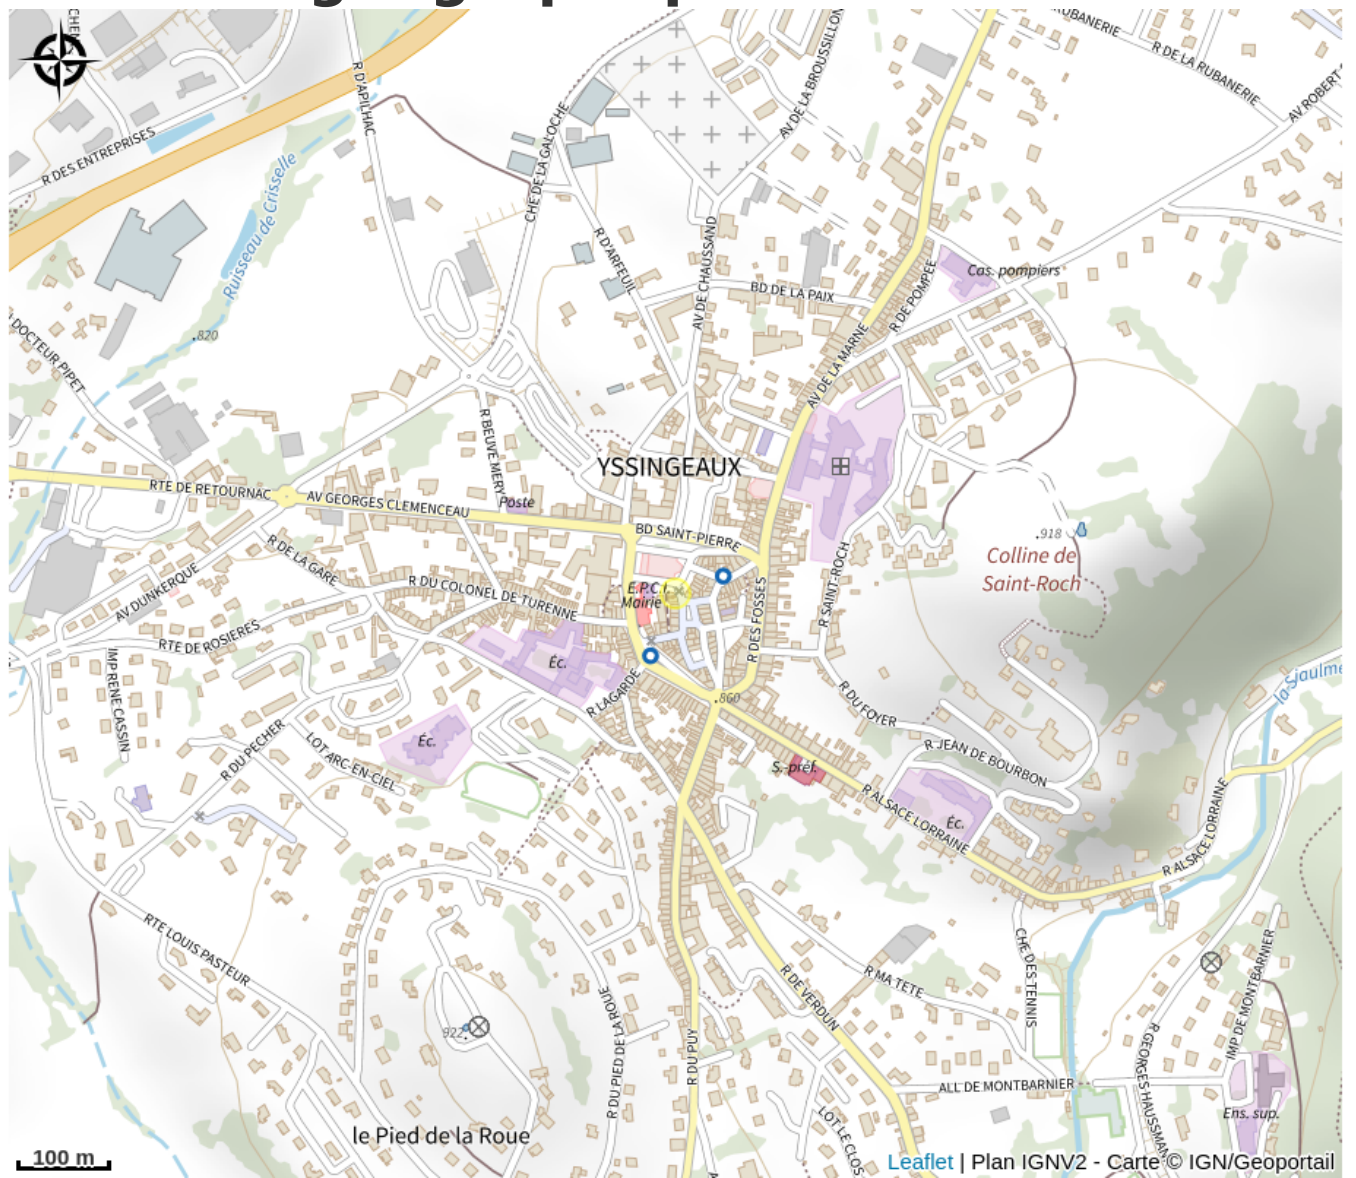 R DES ENTREPRISES
R D'APILHAC
Ruisseau de Crisselle
CHE DE LA GALOCHE
R D'ARFEUIL
AV DE CHAUSSAND
AV DE LA BROUSSILLON
R DE LA RUBANERIE
AV ROBERT
BD DE LA PAIX
AV DE LA MARNE
R DE POMPEE
Cas. pompiers
DOCTEUR PIPET
.820
R BEUVE MERY
Poste
YSSINGEAUX
RTE DE RETOURNAC
AV GEORGES CLEMENCEAU
BD SAINT-PIERRE
.918
Colline de
Saint-Roch
R DE LA GARE
AV DUNKERQUE
R DU COLONEL DE TURENNE
E.P.C.I.
Mairie
R DES FOSSES
R SAINT-ROCH
RTE DE ROSIERES
IMP RENE CASSIN
Éc.
R LAGARDE
.860
R DU FOYER
R JEAN DE BOURBON
la Siaulme
Éc.
R DU PECHER
LOT ARC-EN-CIEL
S.-préf.
R ALSACE LORRAINE
Éc.
R ALSACE LORRAINE
RTE LOUIS PASTEUR
R DU PIED DE LA ROUE
R DU PUY
R DE VERDUN
R MA TETE
CHE DES TENNIS
IMP DE MONTBARNIER
922.
R GEORGES HAUSSMAN
ALL DE MONTBARNIER
Ens. sup.
LOT LE CLOS
le Pied de la Roue
100 m
Leaflet | Plan IGNV2 - Carte © IGN/Geoportail